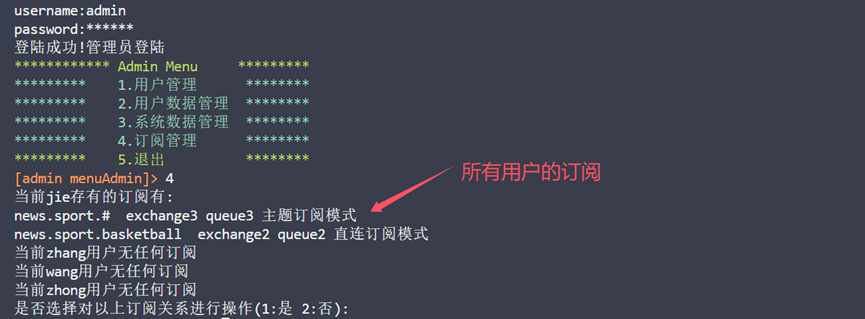 username:admin
password:******
登陆成功!管理员登陆
************ Admin Menu *********
********* 1.用户管理 ********
********* 2.用户数据管理 ********
********* 3.系统数据管理 ********
********* 4.订阅管理 ********
********* 5.退出 ********
[admin menuAdmin]> 4
所有用户的订阅
当前jie存有的订阅有:
news.sport.# exchange3 queue3 主题订阅模式
news.sport.basketball exchange2 queue2 直连订阅模式
当前zhang用户无任何订阅
当前wang用户无任何订阅
当前zhong用户无任何订阅
是否选择对以上订阅关系进行操作(1:是 2:否):